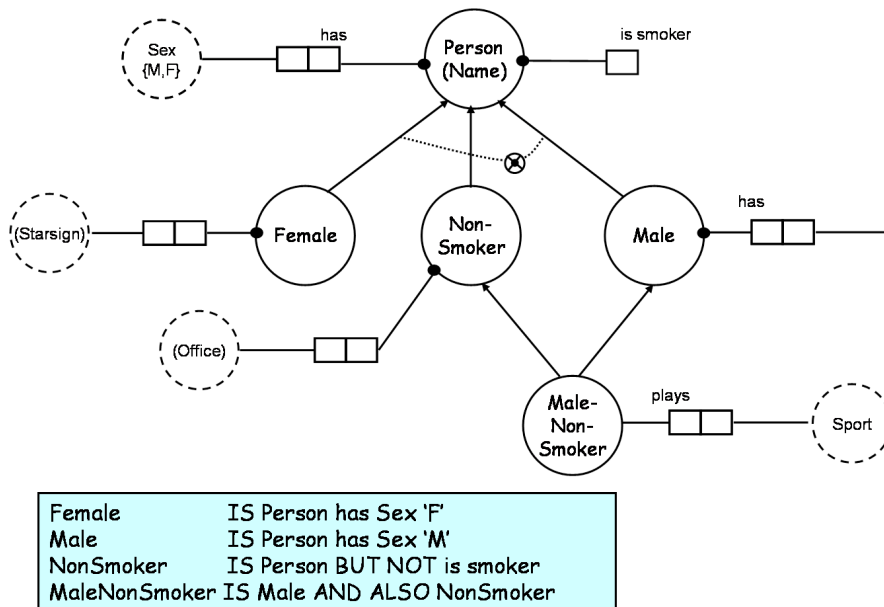 has
is smoker
Sex
{M,F}
Person
(Name)
(Starsign)
Female
Non-
Smoker
Male
has
(Office)
Male-
Non-
Smoker
plays
Sport
Female IS Person has Sex ‘F’
Male IS Person has Sex ‘M’
NonSmoker IS Person BUT NOT is smoker
MaleNonSmoker IS Male AND ALSO NonSmoker